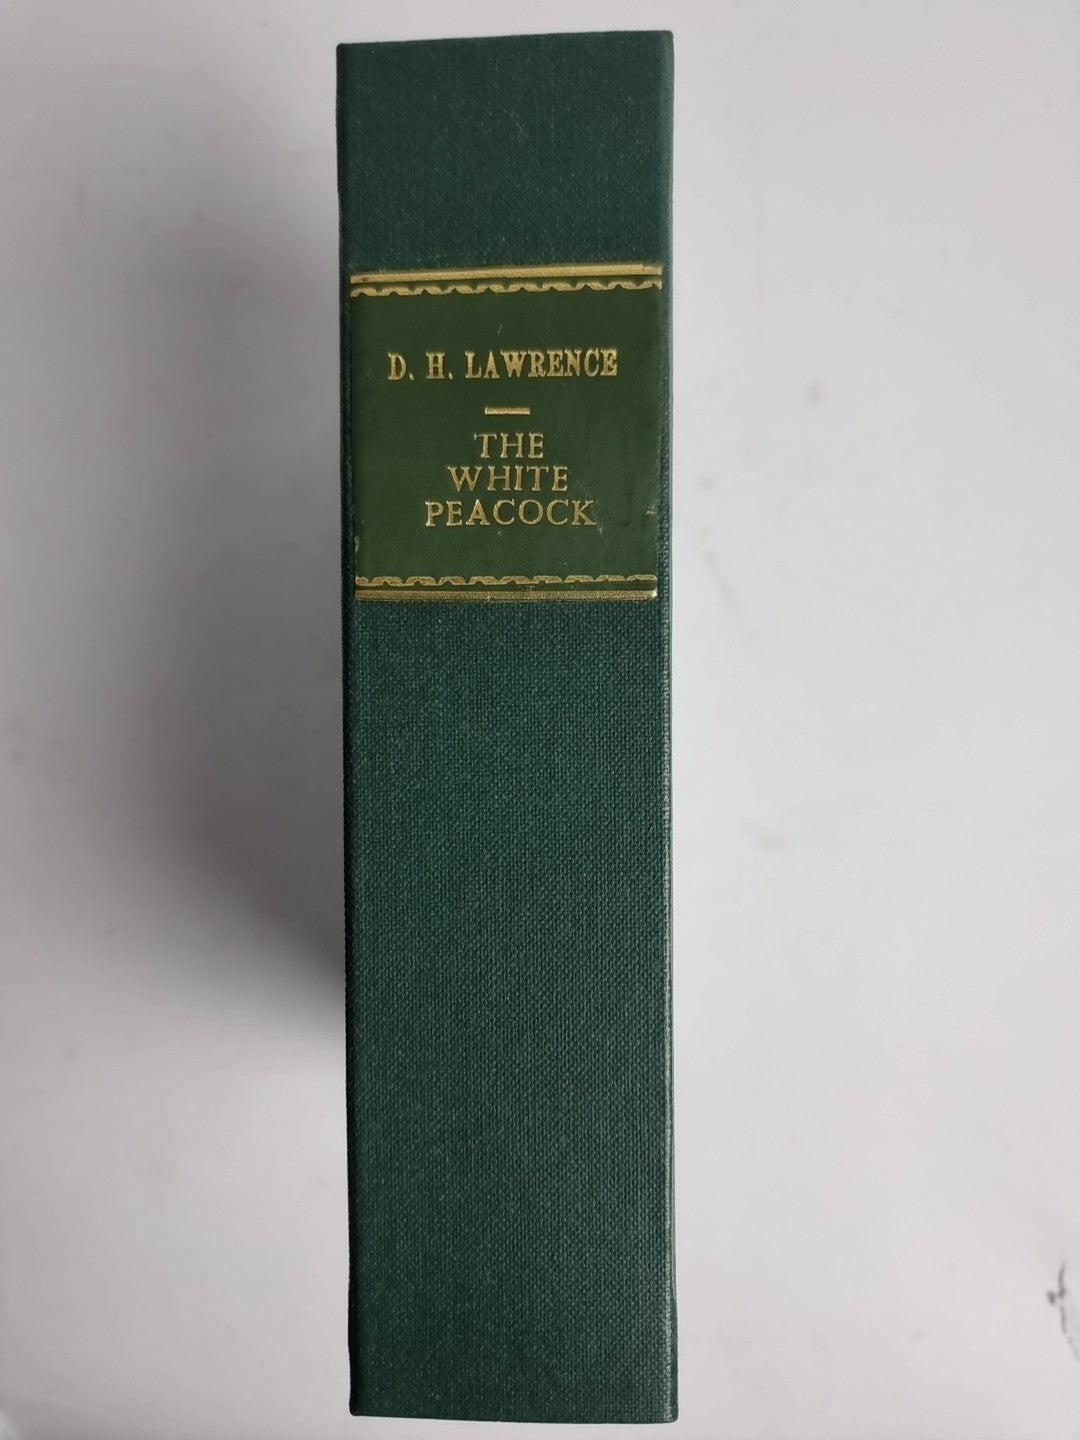 D. H. LAWRENCE
THE
WHITE
PEACOCK